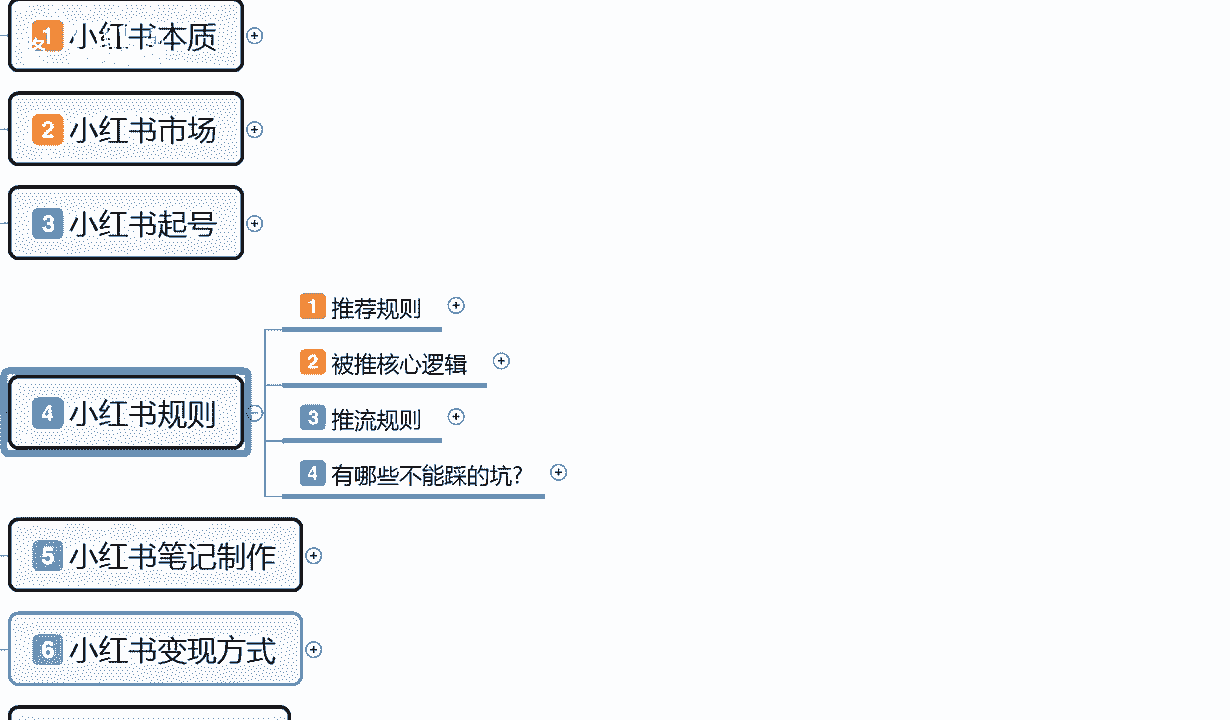 1 小红书本质
2 小红书市场
3 小红书起号
4 小红书规则
1 推荐规则
2 被推核心逻辑
3 推流规则
4 有哪些不能踩的坑?
5 小红书笔记制作
6 小红书变现方式